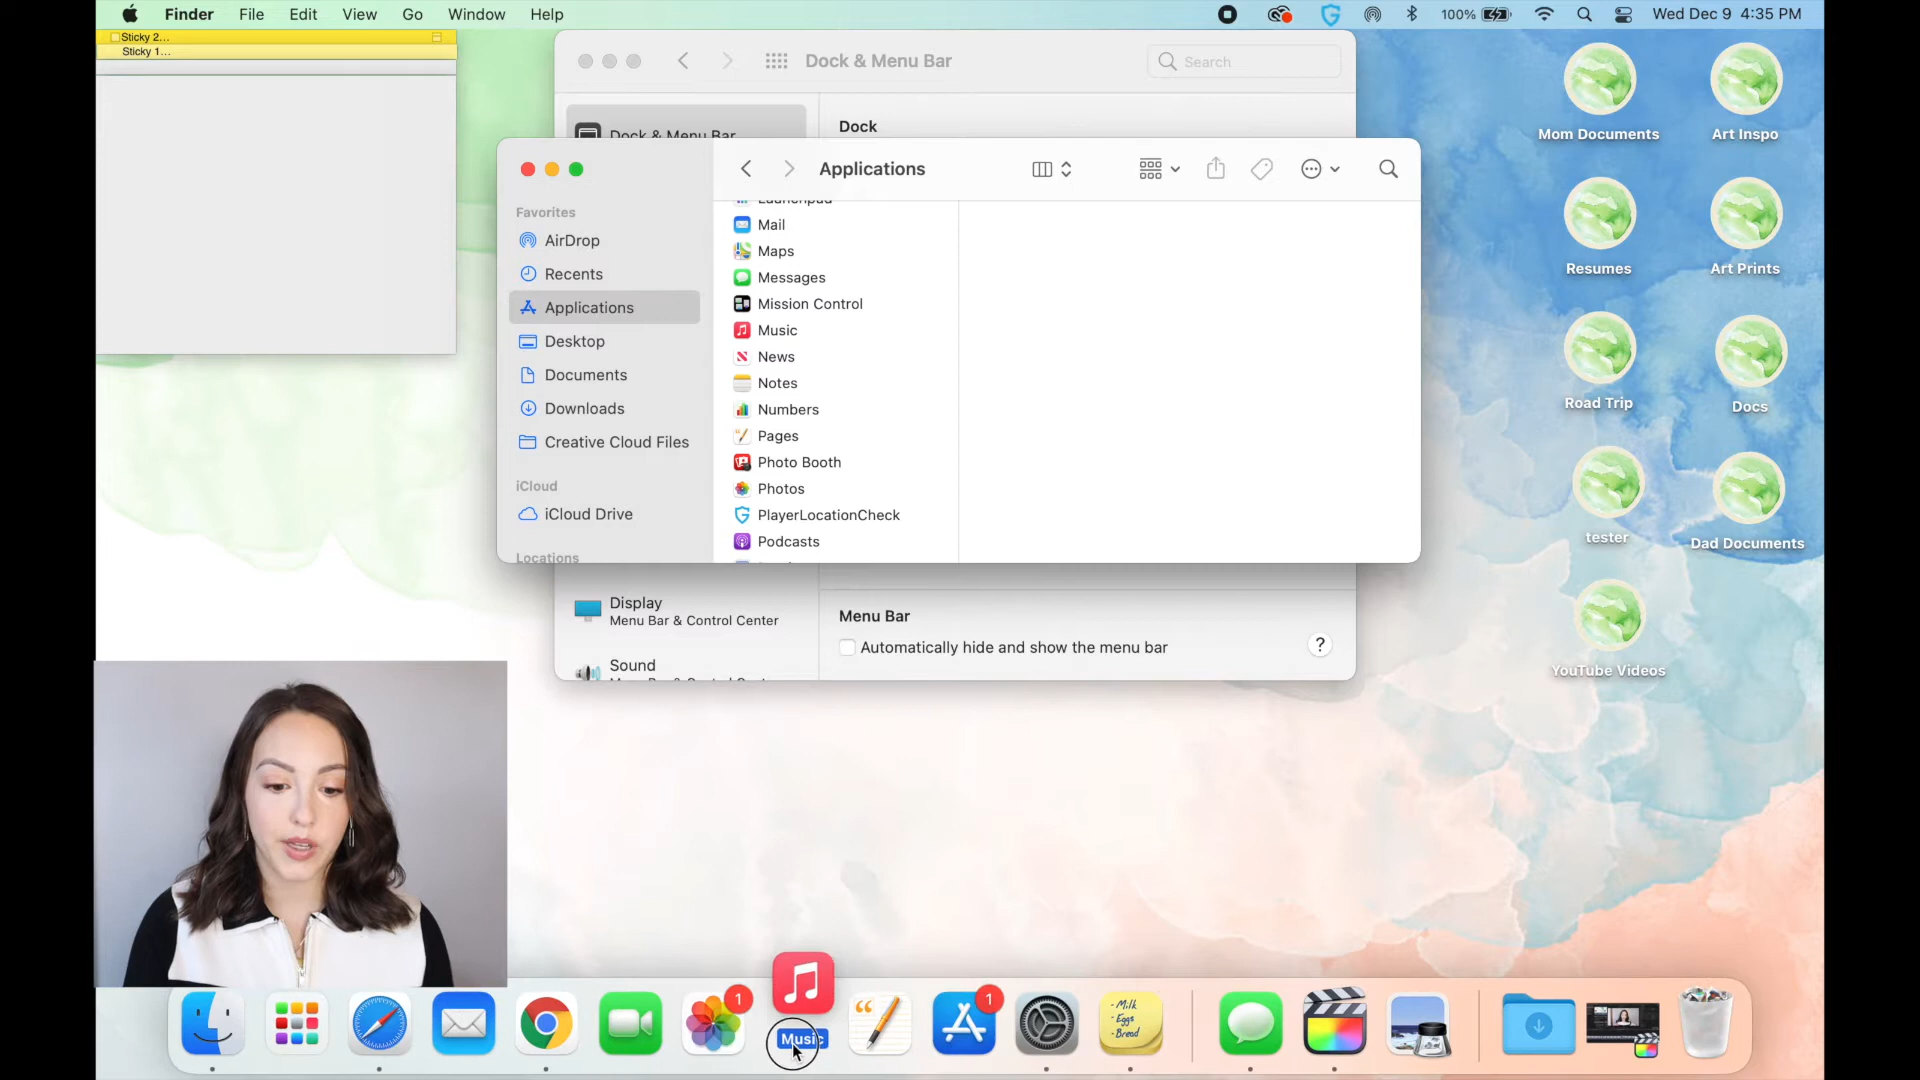 Finder File Edit View Go Window Help
100% Wed Dec 9 4:35 PM
Sticky 2...
Sticky 1...
Dock & Menu Bar
Search
Dock & Menu Bar
Dock
Applications
Favorites
AirDrop
Recents
Applications
Desktop
Documents
Downloads
Creative Cloud Files
iCloud
iCloud Drive
Locations
Launchpad
Mail
Maps
Messages
Mission Control
Music
News
Notes
Numbers
Pages
Photo Booth
Photos
PlayerLocationCheck
Podcasts
Display
Menu Bar & Control Center
Sound
Menu Bar
Automatically hide and show the menu bar
?
Mom Documents
Art Inspo
Resumes
Art Prints
Road Trip
Docs
tester
Dad Documents
YouTube Videos
1
Music
1
Milk
Eggs
Bread